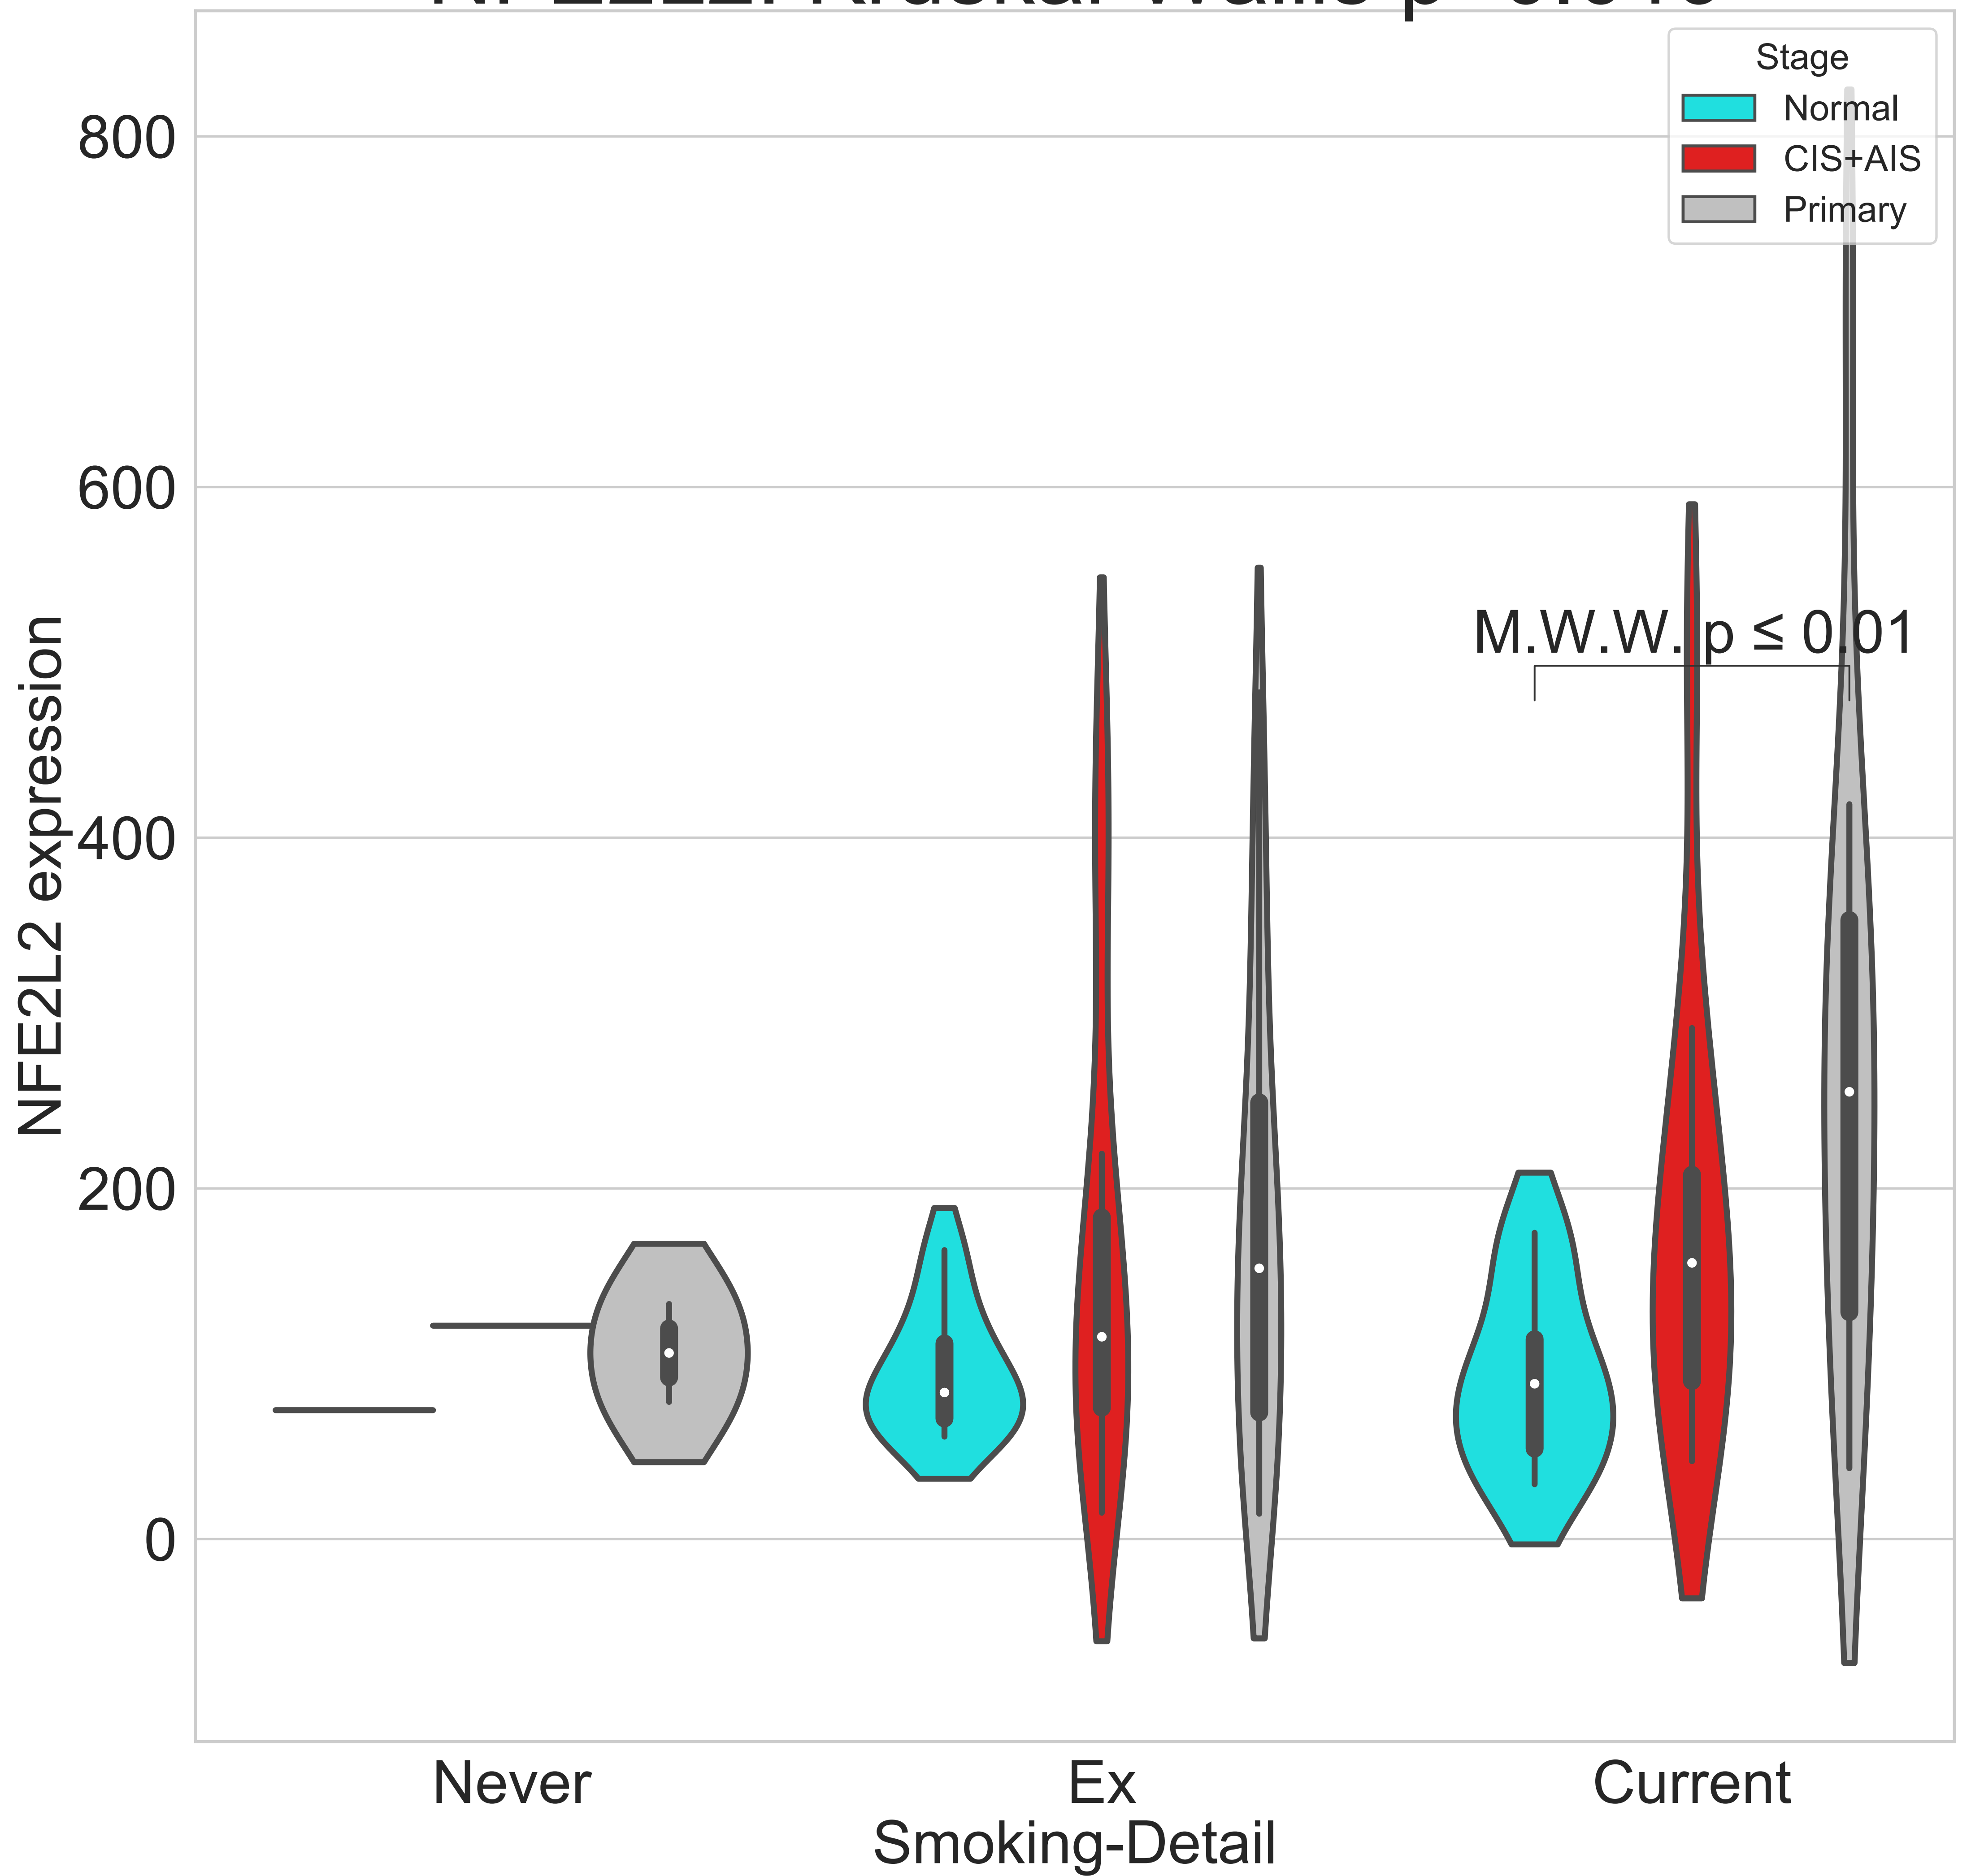 Stage
Normal
CIS+AIS
Primary
800
600
400
200
0
NFE2L2 expression
M.W.W. p ≤ 0.01
Never
Ex
Current
Smoking-Detail